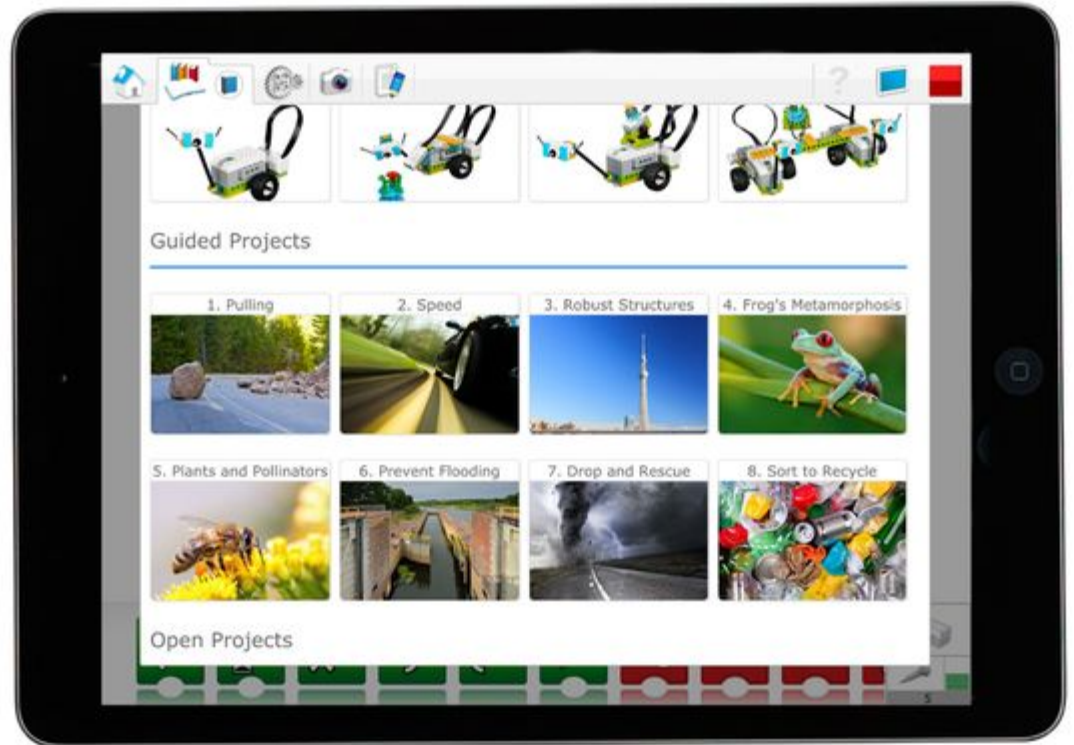 ?
Guided Projects
1. Pulling
2. Speed
3. Robust Structures
4. Frog's Metamorphosis
5. Plants and Pollinators
6. Prevent Flooding
7. Drop and Rescue
8. Sort to Recycle
Open Projects
5